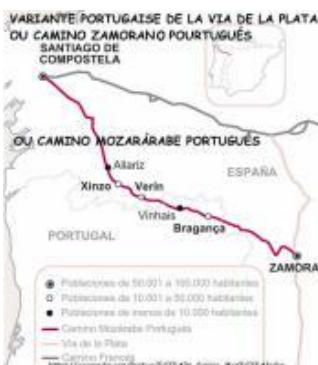 VARIANTE PORTUGAISE DE LA VIA DE LA PLATA
OU CAMINO ZAMORANO POURTUGUÉS
SANTIAGO DE
COMPOSTELA
OU CAMINO MOZARÁRABE PORTUGUÉS
Allariz
ESPAÑA
Xinzo
Verín
Vinhais
Bragança
PORTUGAL
ZAMORA
Poblaciones de 50.001 a 100.000 habitantes
Poblaciones de 10.001 a 50.000 habitantes
Poblaciones de menos de 10.000 habitantes
Camino Mozárabe Portugués
Vía de la Plata
Camino Francés